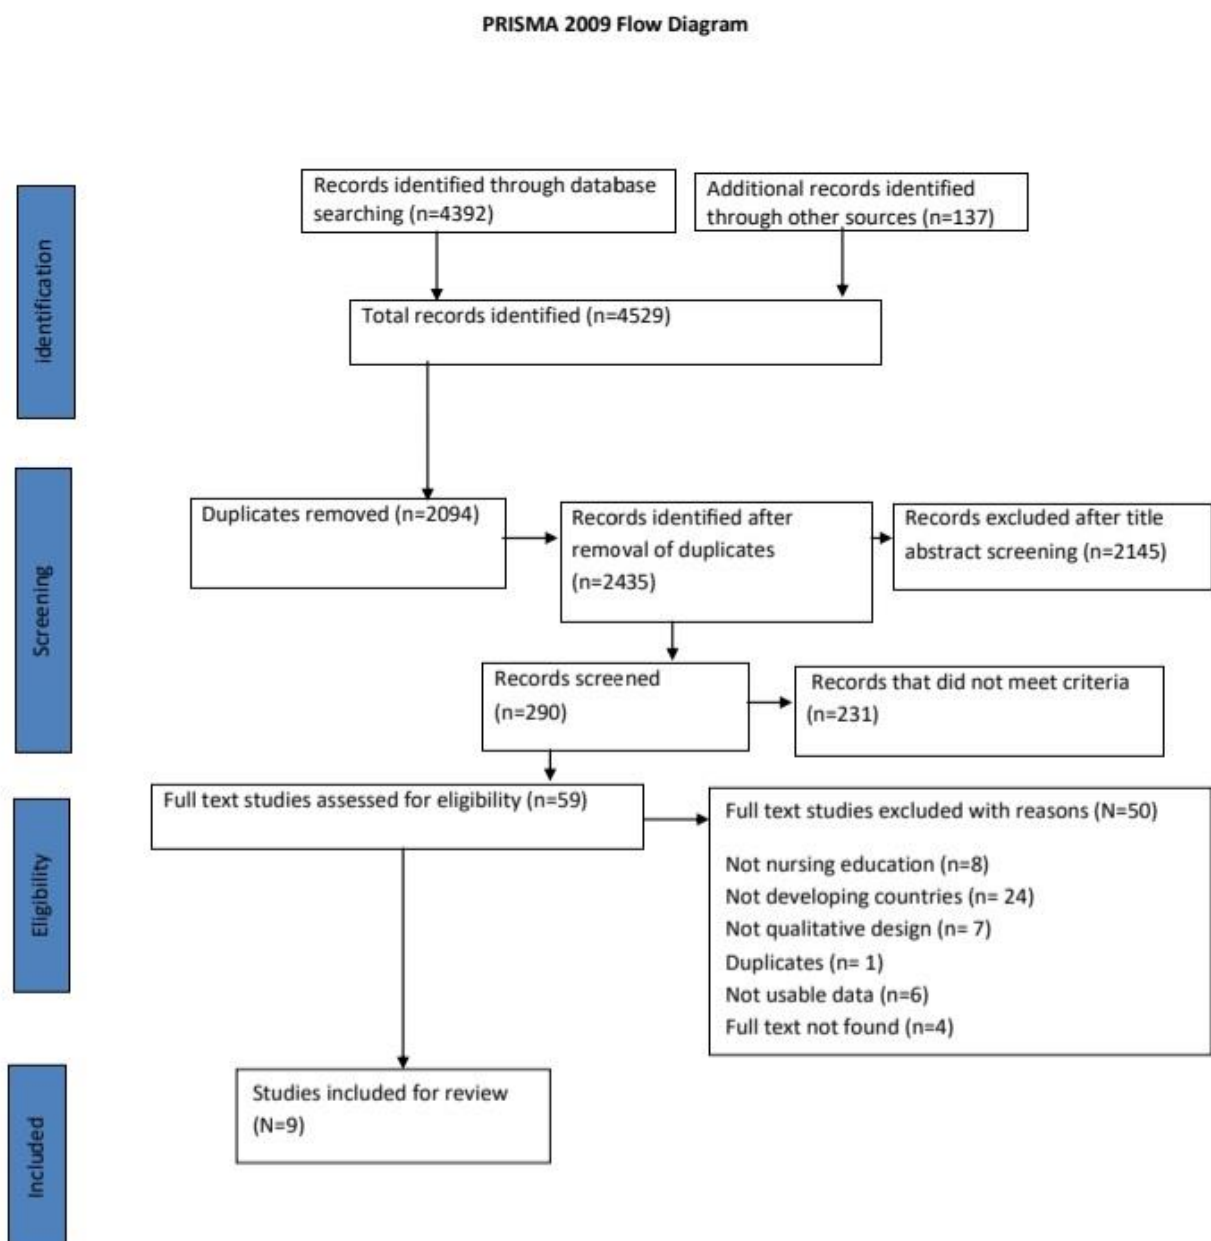 PRISMA 2009 Flow Diagram
identification
Records identified through database
searching (n=4392)
Additional records identified
through other sources (n=137)
Total records identified (n=4529)
Screening
Duplicates removed (n=2094)
Records identified after
removal of duplicates
(n=2435)
Records excluded after title
abstract screening (n=2145)
Records screened
(n=290)
Records that did not meet criteria
(n=231)
Eligibility
Full text studies assessed for eligibility (n=59)
Full text studies excluded with reasons (N=50)
Not nursing education (n=8)
Not developing countries (n= 24)
Not qualitative design (n= 7)
Duplicates (n= 1)
Not usable data (n=6)
Full text not found (n=4)
Included
Studies included for review
(N=9)